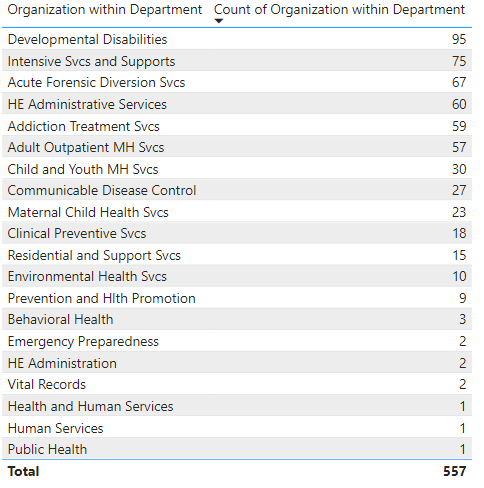 Organization within Department Count of Organization within Department
Developmental Disabilities 95
Intensive Svcs and Supports 75
Acute Forensic Diversion Svcs 67
HE Administrative Services 60
Addiction Treatment Svcs 59
Adult Outpatient MH Svcs 57
Child and Youth MH Svcs 30
Communicable Disease Control 27
Maternal Child Health Svcs 23
Clinical Preventive Svcs 18
Residential and Support Svcs 15
Environmental Health Svcs 10
Prevention and Hlth Promotion 9
Behavioral Health 3
Emergency Preparedness 2
HE Administration 2
Vital Records 2
Health and Human Services 1
Human Services 1
Public Health 1
Total 557